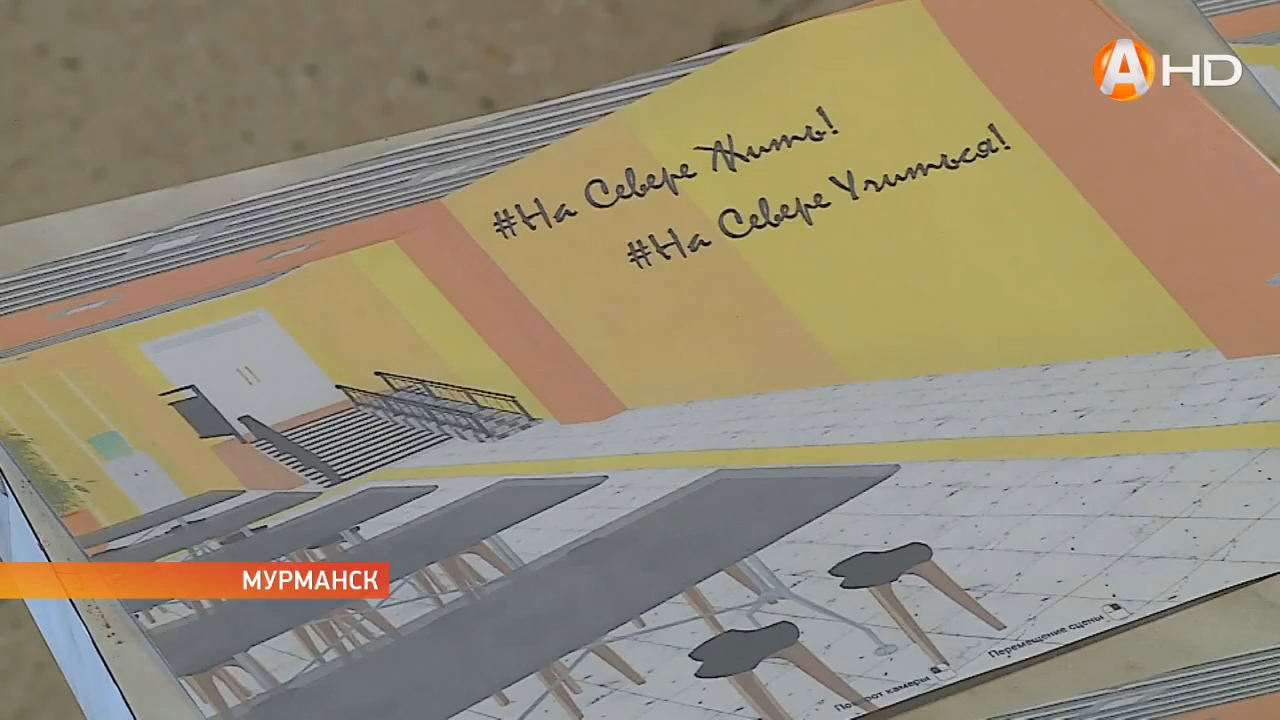 А HD
#На Севере Жить!
#На Севере Учиться!
МУРМАНСК
Перемещение сцены
Поворот камеры